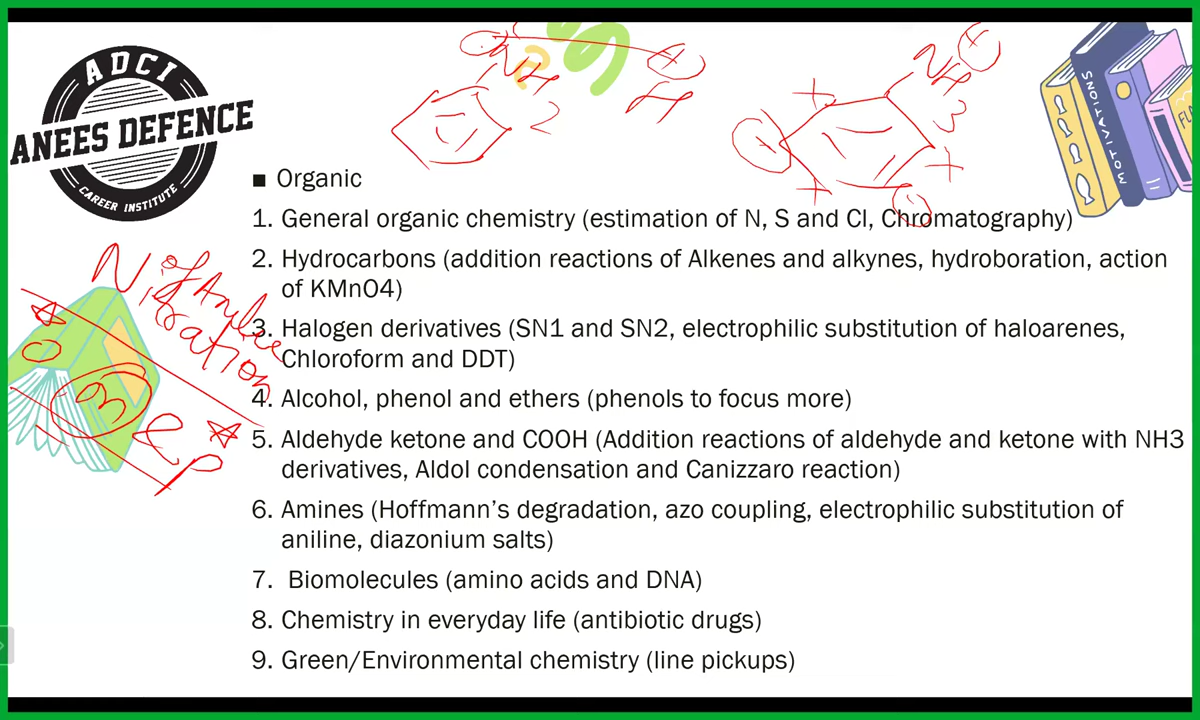 ADCI
ANEES DEFENCE
CAREER INSTITUTE
NH2
H
NH3
MOTIVATIONS
■ Organic
1. General organic chemistry (estimation of N, S and Cl, Chromatography)
2. Hydrocarbons (addition reactions of Alkenes and alkynes, hydroboration, action
of KMnO4)
3. Halogen derivatives (SN1 and SN2, electrophilic substitution of haloarenes,
Chloroform and DDT)
4. Alcohol, phenol and ethers (phenols to focus more)
5. Aldehyde ketone and COOH (Addition reactions of aldehyde and ketone with NH3
derivatives, Aldol condensation and Canizzaro reaction)
6. Amines (Hoffmann’s degradation, azo coupling, electrophilic substitution of
aniline, diazonium salts)
7. Biomolecules (amino acids and DNA)
8. Chemistry in everyday life (antibiotic drugs)
9. Green/Environmental chemistry (line pickups)
Nitration
of Aniline
O
m
& P